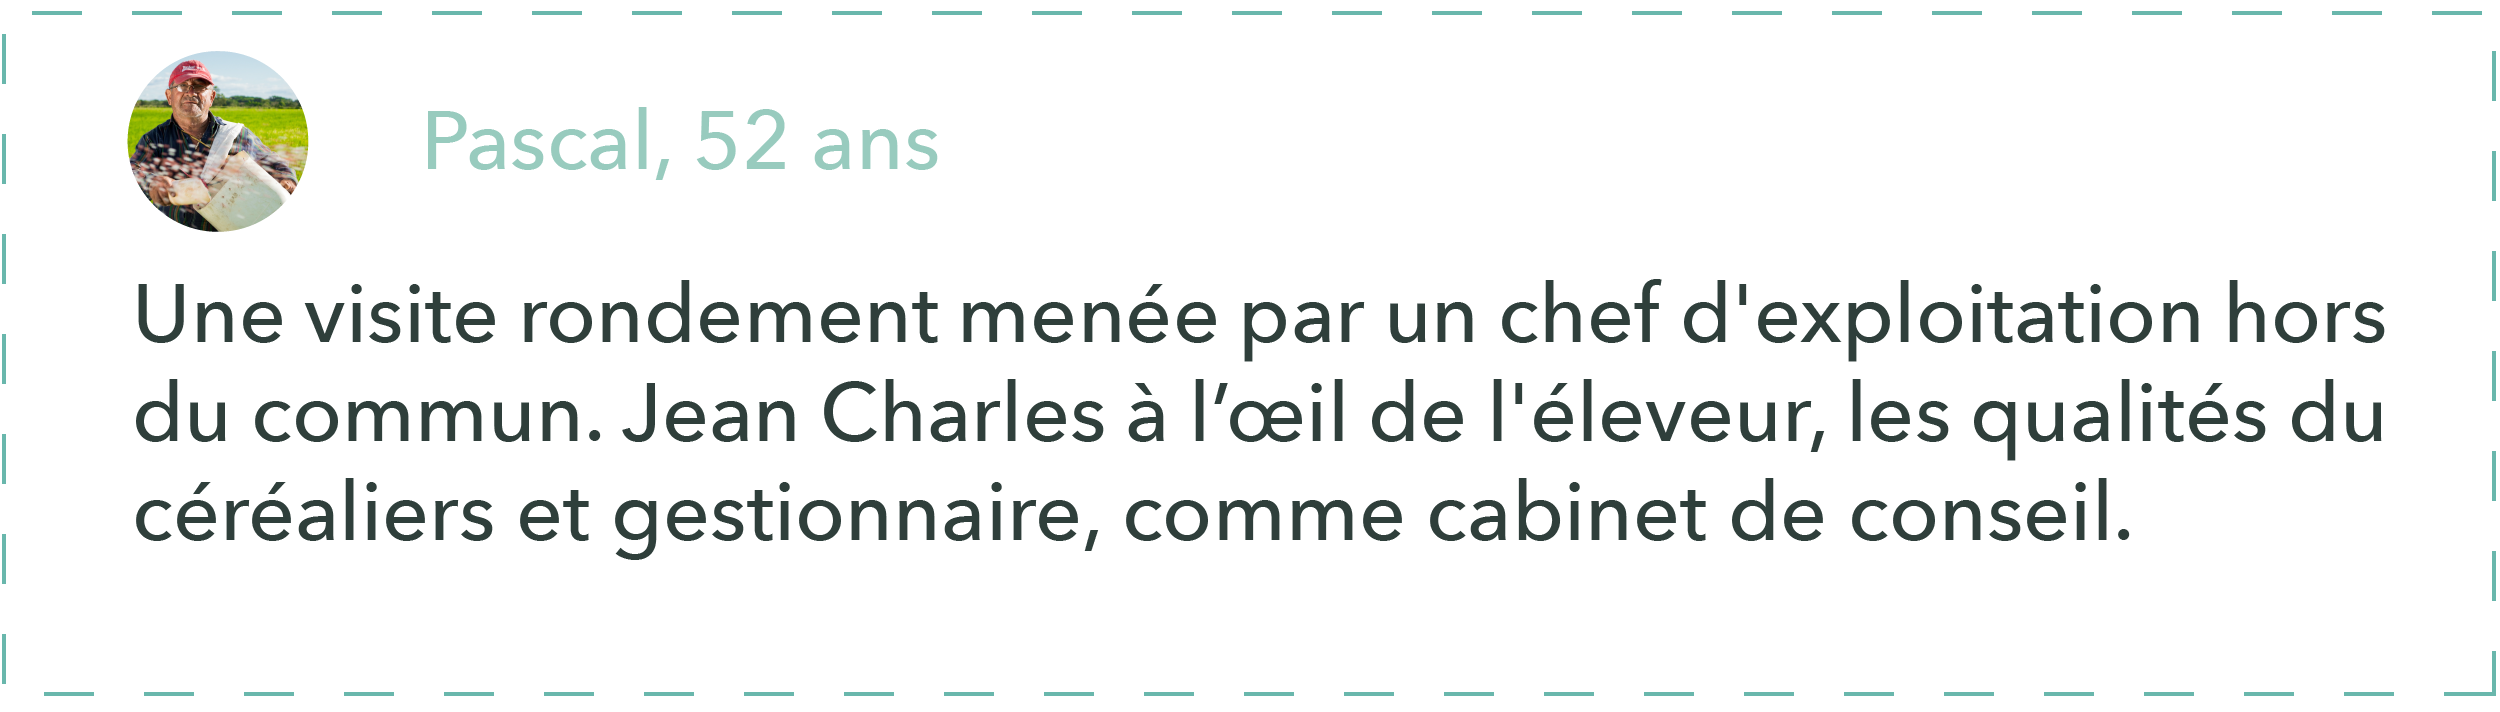 Pascal, 52 ans
Une visite rondement menée par un chef d'exploitation hors
du commun. Jean Charles à l’œil de l'éleveur, les qualités du
céréaliers et gestionnaire, comme cabinet de conseil.